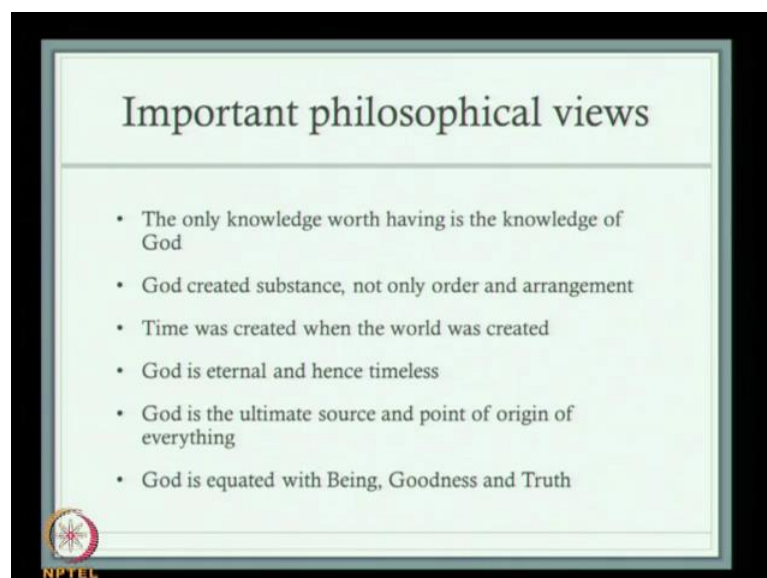 Important philosophical views
• The only knowledge worth having is the knowledge of
God
• God created substance, not only order and arrangement
• Time was created when the world was created
• God is eternal and hence timeless
• God is the ultimate source and point of origin of
everything
• God is equated with Being, Goodness and Truth
NPTEL